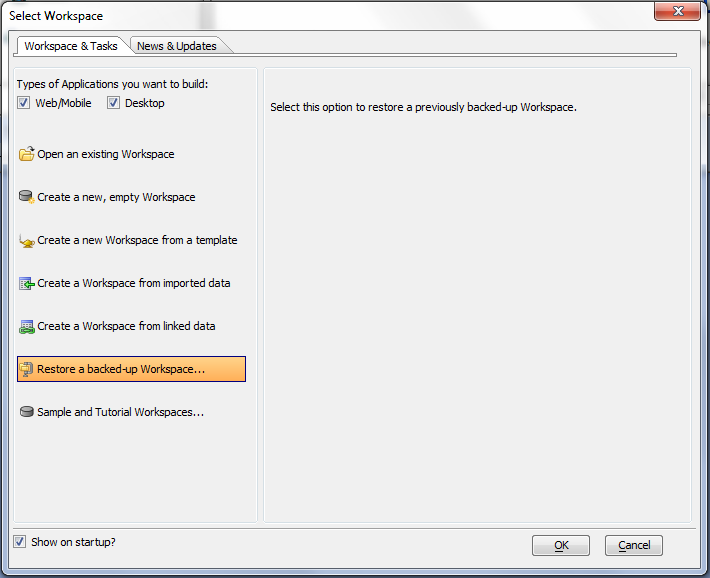 Select Workspace
Workspace & Tasks
News & Updates
Types of Applications you want to build:
Web/Mobile
Desktop
Select this option to restore a previously backed-up Workspace.
Open an existing Workspace
Create a new, empty Workspace
Create a new Workspace from a template
Create a Workspace from imported data
Create a Workspace from linked data
Restore a backed-up Workspace...
Sample and Tutorial Workspaces...
Show on startup?
OK
Cancel